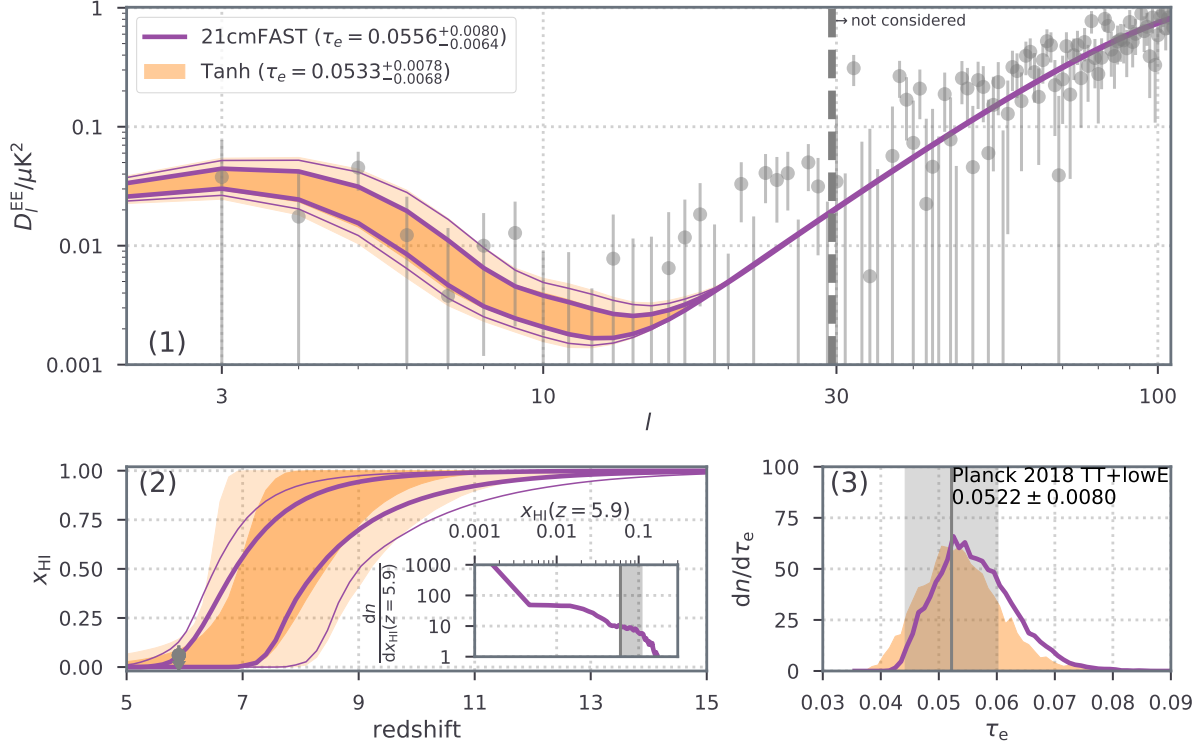 1
0.1
0.01
0.001
D_l^EE/μK²
21cmFAST (τ_e = 0.0556^{+0.0080}_{−0.0064})
Tanh (τ_e = 0.0533^{+0.0078}_{−0.0068})
→ not considered
(1)
3 10 30 100
l
1.00
0.75
0.50
0.25
0.00
x_HI
(2)
x_HI(z = 5.9)
0.001 0.1
1000
100
10
1
dn
dx_HI(z = 5.9)
5 7 9 11 13 15
redshift
100
75
50
25
0
dn/dτ_e
(3)
Planck 2018 TT+lowE
0.0522 ± 0.0080
0.03 0.04 0.05 0.06 0.07 0.08 0.09
τ_e